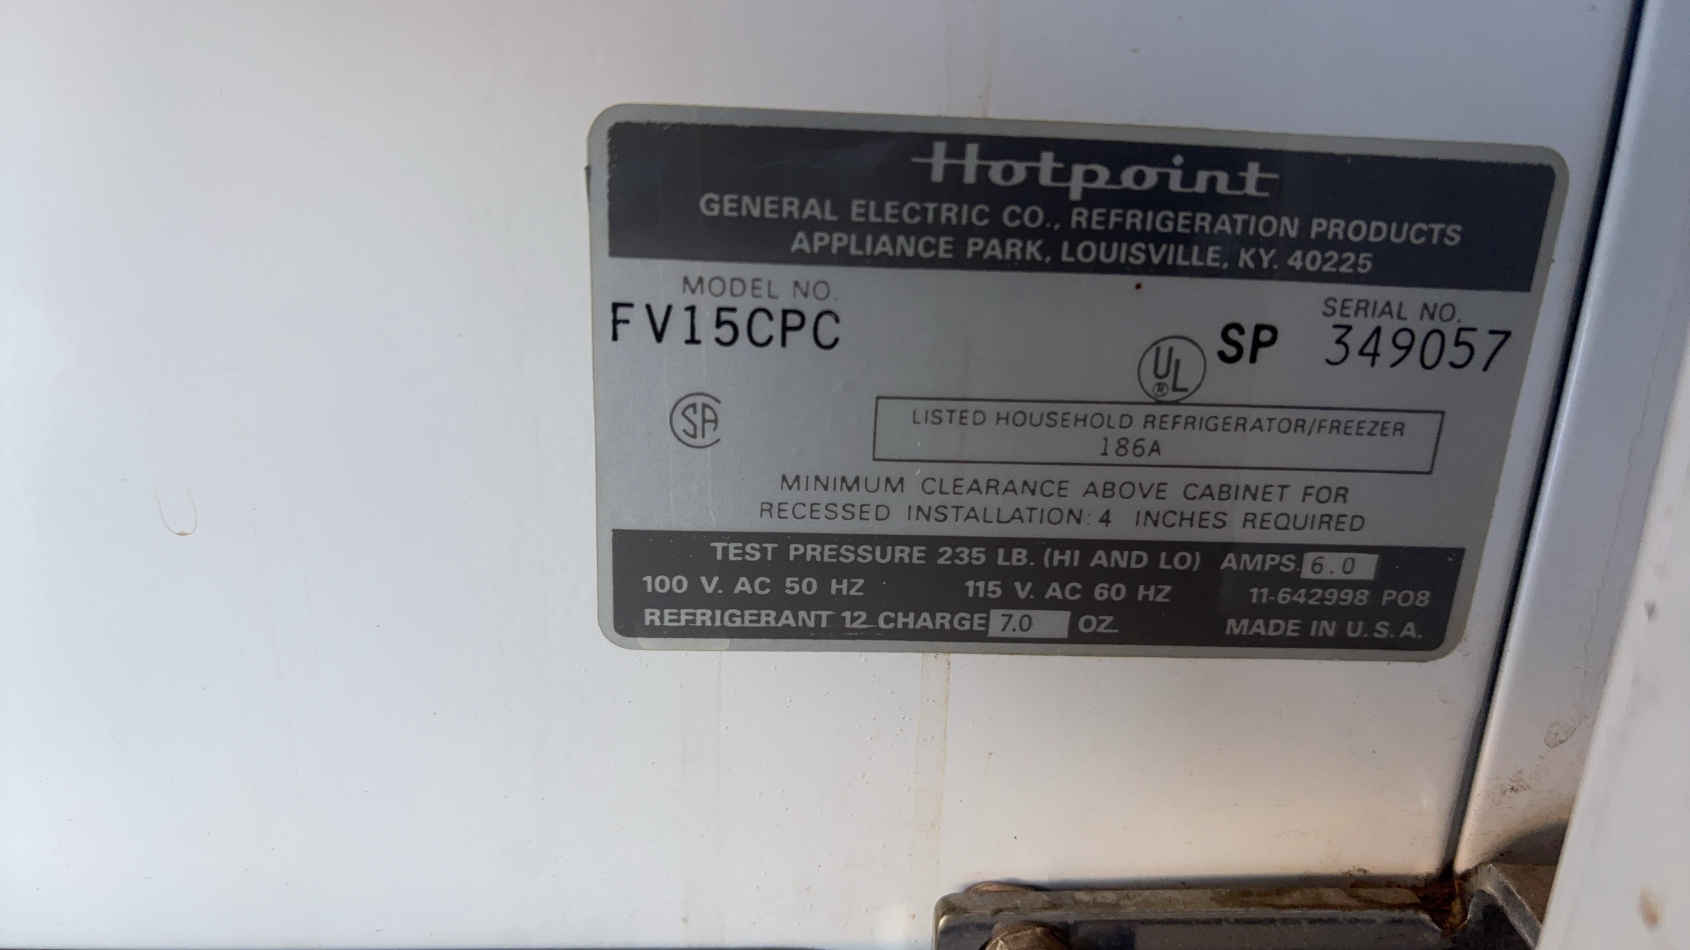 Hotpoint
GENERAL ELECTRIC CO., REFRIGERATION PRODUCTS
APPLIANCE PARK, LOUISVILLE, KY. 40225
MODEL NO.
FV15CPC
SERIAL NO.
SP 349057
UL
®
SA
LISTED HOUSEHOLD REFRIGERATOR/FREEZER
186A
MINIMUM CLEARANCE ABOVE CABINET FOR
RECESSED INSTALLATION: 4 INCHES REQUIRED
TEST PRESSURE 235 LB. (HI AND LO) AMPS. 6.0
100 V. AC 50 HZ 115 V. AC 60 HZ 11-642998 P08
REFRIGERANT 12 CHARGE 7.0 OZ.
MADE IN U.S.A.